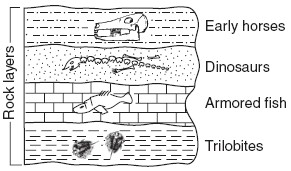 Rock layers
Early horses
Dinosaurs
Armored fish
Trilobites